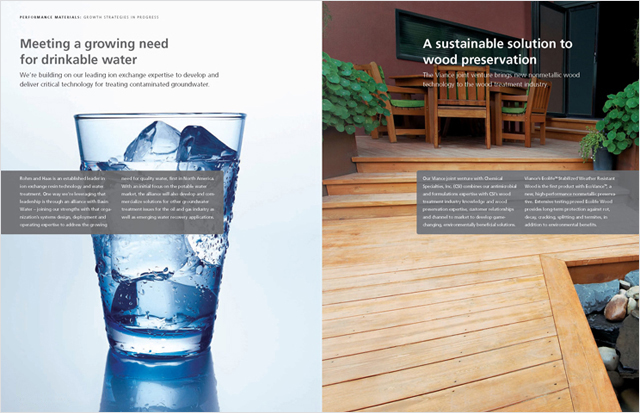 PERFORMANCE MATERIALS: GROWTH STRATEGIES IN PROGRESS
Meeting a growing need
for drinkable water
We're building on our leading ion exchange expertise to develop and
deliver critical technology for treating contaminated groundwater.
Rohm and Haas is an established leader in
ion exchange resin technology and water
treatment. One way we're leveraging that
leadership is through an alliance with Basin
Water – joining our strengths with that orga-
nization's systems design, deployment and
operating expertise to address the growing
need for quality water, first in North America.
With an initial focus on the potable water
market, the alliance will also develop and com-
mercialize solutions for other groundwater
treatment issues for the oil and gas industry as
well as emerging water recovery applications.
A sustainable solution to
wood preservation
The Viance joint venture brings new nonmetallic wood
technology to the wood treatment industry.
Our Viance joint venture with Chemical
Specialties, Inc. (CSI) combines our antimicrobial
and formulations expertise with CSI's wood
treatment industry knowledge and wood
preservation expertise, customer relationships
and channel to market to develop game-
changing, environmentally beneficial solutions.
Viance's Ecolife™ Stabilized Weather Resistant
Wood is the first product with EcoVance™, a
new, high-performance nonmetallic preserva-
tive. Extensive testing proved Ecolife Wood
provides long-term protection against rot,
decay, cracking, splitting and termites, in
addition to environmental benefits.